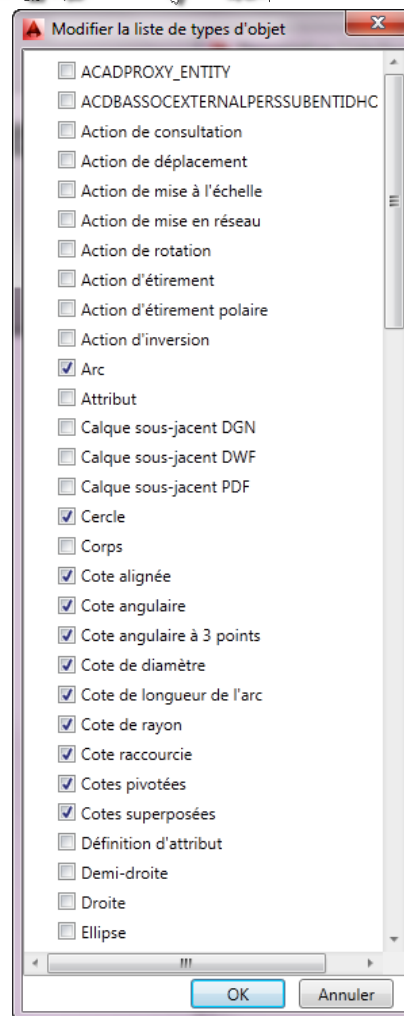 Modifier la liste de types d'objet
ACADPROXY_ENTITY
ACDBASSOCEXTERNALPERSSUBENTIDHC
Action de consultation
Action de déplacement
Action de mise à l'échelle
Action de mise en réseau
Action de rotation
Action d'étirement
Action d'étirement polaire
Action d'inversion
Arc
Attribut
Calque sous-jacent DGN
Calque sous-jacent DWF
Calque sous-jacent PDF
Cercle
Corps
Cote alignée
Cote angulaire
Cote angulaire à 3 points
Cote de diamètre
Cote de longueur de l'arc
Cote de rayon
Cote raccourcie
Cotes pivotées
Cotes superposées
Définition d'attribut
Demi-droite
Droite
Ellipse
OK Annuler